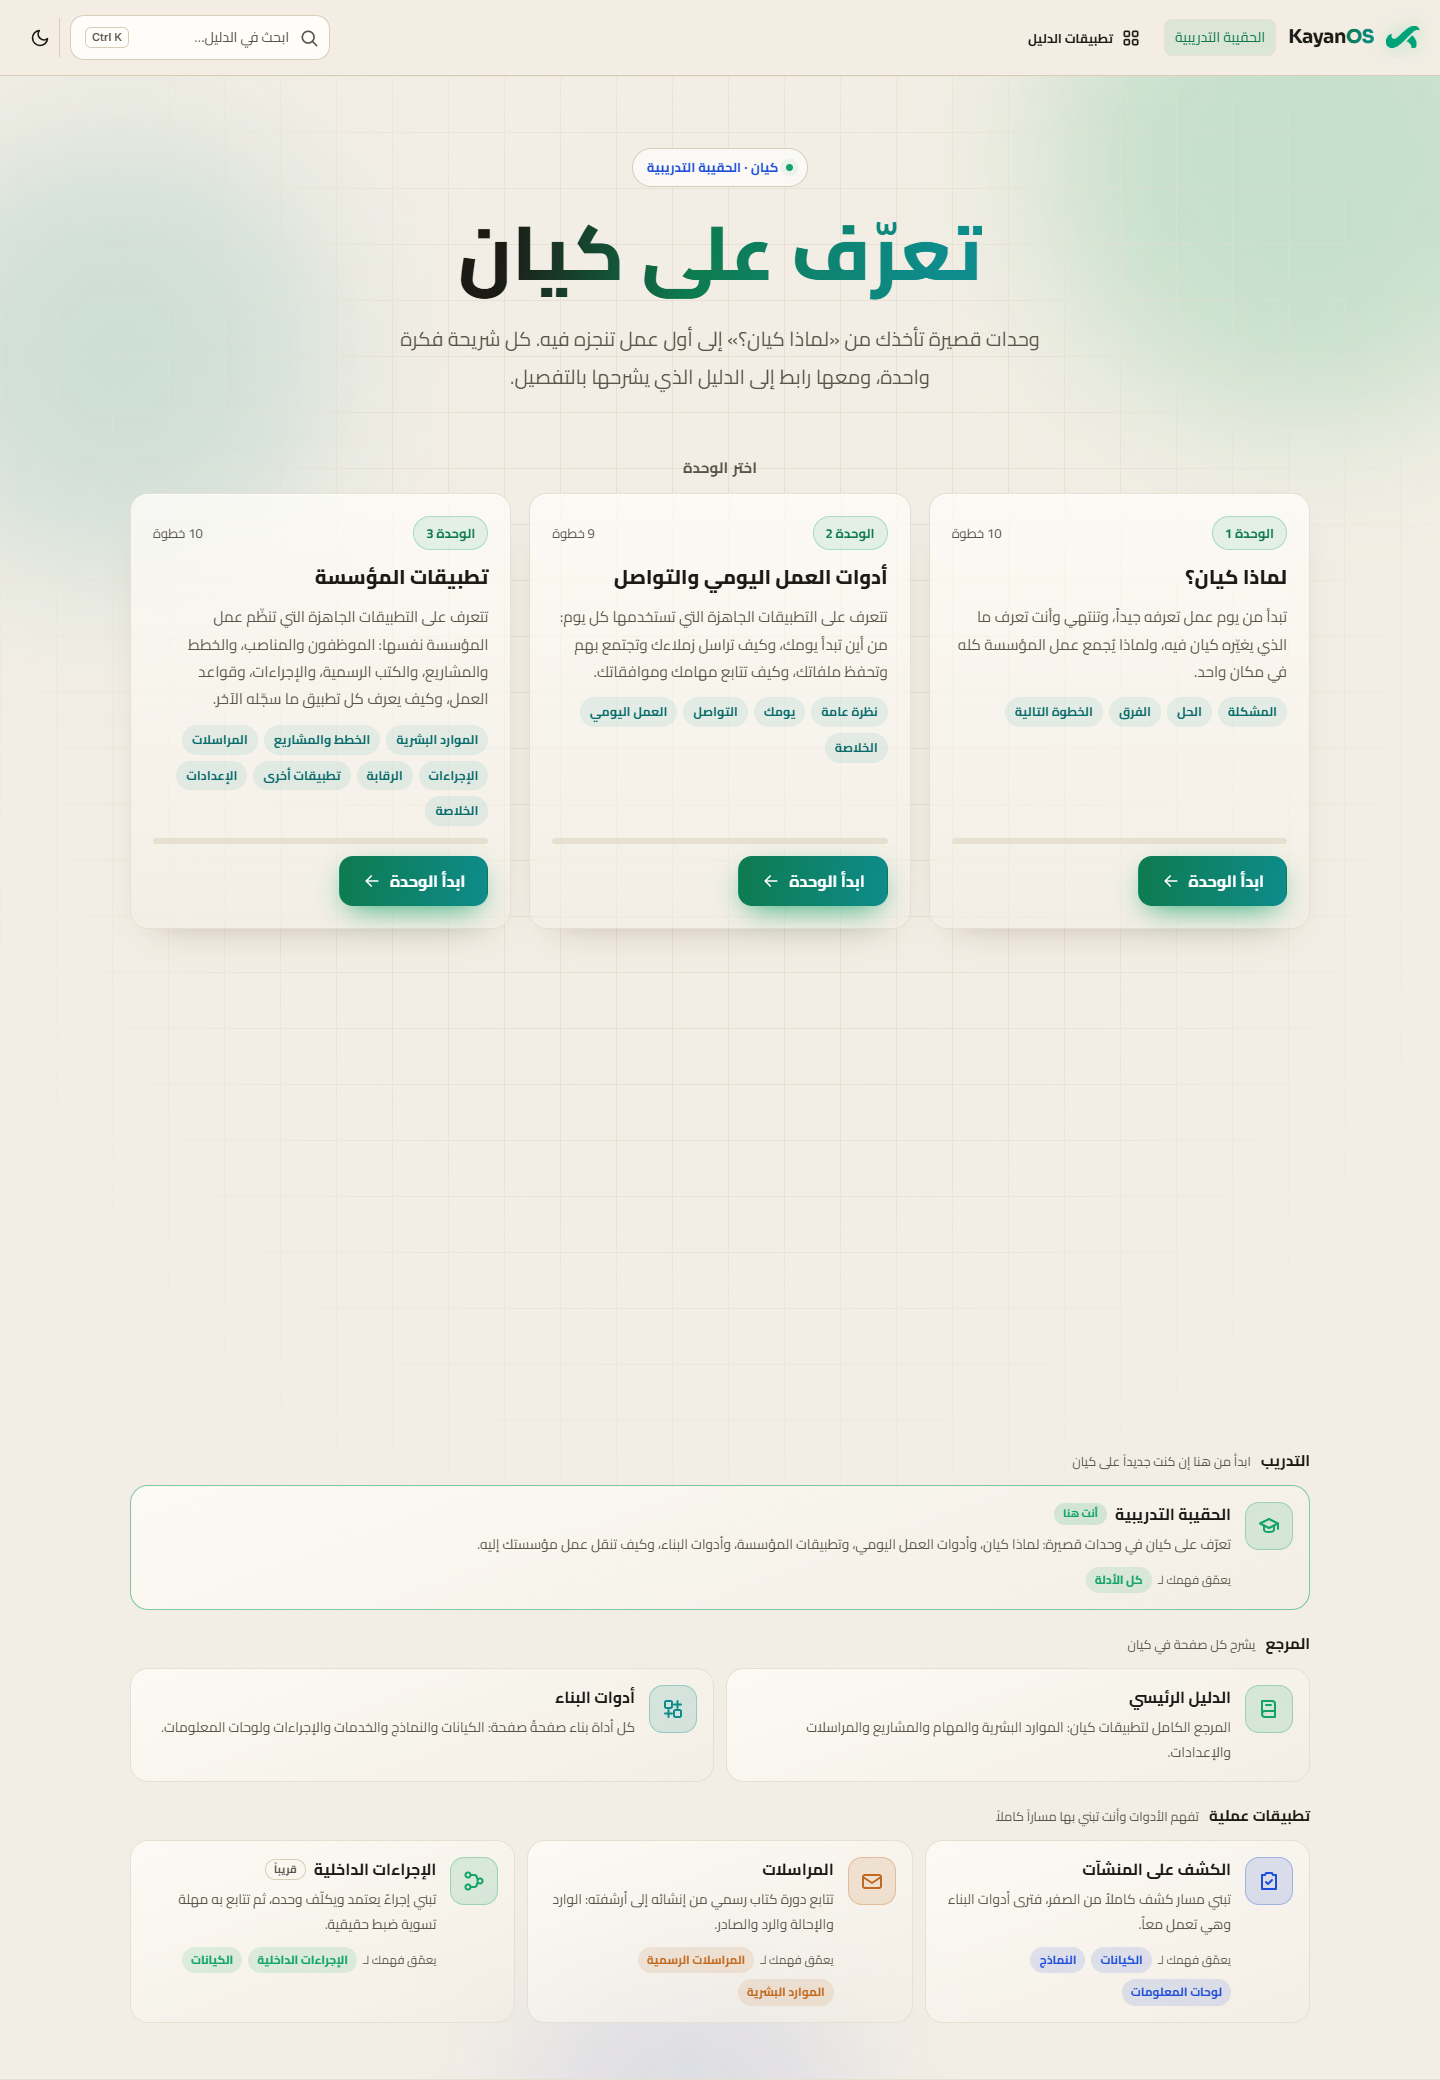 KayanOS
الحقيبة التدريبية
تطبيقات الدليل
ابحث في الدليل...
Ctrl K
كيان · الحقيبة التدريبية
تعرّف على كيان
وحدات قصيرة تأخذك من «لماذا كيان؟» إلى أول عمل تنجزه فيه. كل شريحة فكرة
واحدة، ومعها رابط إلى الدليل الذي يشرحها بالتفصيل.
اختر الوحدة
الوحدة 1
10 خطوة
لماذا كيان؟
تبدأ من يوم عمل تعرفه جيداً، وتنتهي وأنت تعرف ما
الذي يغيّره كيان فيه، ولماذا يُجمع عمل المؤسسة كله
في مكان واحد.
المشكلة
الحل
الفرق
الخطوة التالية
ابدأ الوحدة
الوحدة 2
9 خطوة
أدوات العمل اليومي والتواصل
تتعرف على التطبيقات الجاهزة التي تستخدمها كل يوم:
من أين تبدأ يومك، وكيف تراسل زملاءك وتجتمع بهم
وتحفظ ملفاتك، وكيف تتابع مهامك وموافقاتك.
نظرة عامة
يومك
التواصل
العمل اليومي
الخلاصة
ابدأ الوحدة
الوحدة 3
10 خطوة
تطبيقات المؤسسة
تتعرف على التطبيقات الجاهزة التي تنظّم عمل
المؤسسة نفسها: الموظفون والمناصب، والخطط
والمشاريع، والكتب الرسمية، والإجراءات، وقواعد
العمل، وكيف يعرف كل تطبيق ما سجّله الآخر.
الموارد البشرية
الخطط والمشاريع
المراسلات
الإجراءات
الرقابة
تطبيقات أخرى
الإعدادات
الخلاصة
ابدأ الوحدة
التدريب
ابدأ من هنا إن كنت جديداً على كيان
الحقيبة التدريبية
أنت هنا
تعرّف على كيان في وحدات قصيرة: لماذا كيان، وأدوات العمل اليومي، وتطبيقات المؤسسة، وأدوات البناء، وكيف تنقل عمل مؤسستك إليه.
يعمّق فهمك لـ
كل الأدلة
المرجع
يشرح كل صفحة في كيان
الدليل الرئيسي
المرجع الكامل لتطبيقات كيان: الموارد البشرية والمهام والمشاريع والمراسلات
والإعدادات.
أدوات البناء
كل أداة بناء صفحةً صفحة: الكيانات والنماذج والخدمات والإجراءات ولوحات المعلومات.
تطبيقات عملية
تفهم الأدوات وأنت تبني بها مساراً كاملاً
الكشف على المنشآت
تبني مسار كشف كاملاً من الصفر، فترى أدوات البناء
وهي تعمل معاً.
يعمّق فهمك لـ
الكيانات
النماذج
لوحات المعلومات
المراسلات
تتابع دورة كتاب رسمي من إنشائه إلى أرشفته: الوارد
والإحالة والرد والصادر.
يعمّق فهمك لـ
المراسلات الرسمية
الموارد البشرية
الإجراءات الداخلية
قريباً
تبني إجراءً يعتمد ويكلّف وحده، ثم تتابع به مهلة
تسوية ضبط حقيقية.
يعمّق فهمك لـ
الإجراءات الداخلية
الكيانات